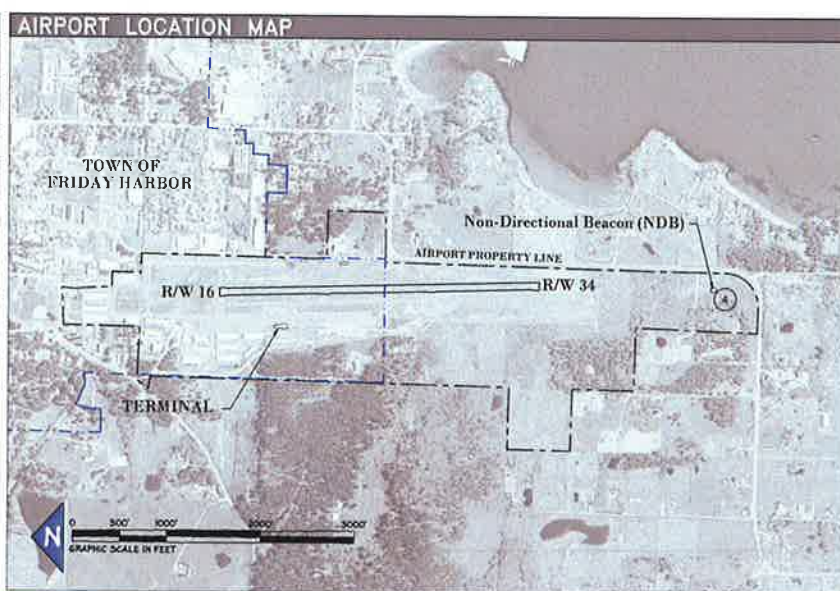 AIRPORT LOCATION MAP
TOWN OF
FRIDAY HARBOR
Non-Directional Beacon (NDB)
AIRPORT PROPERTY LINE
R/W 16
R/W 34
A
TERMINAL
N
0 500' 1000' 2000' 3000'
GRAPHIC SCALE IN FEET